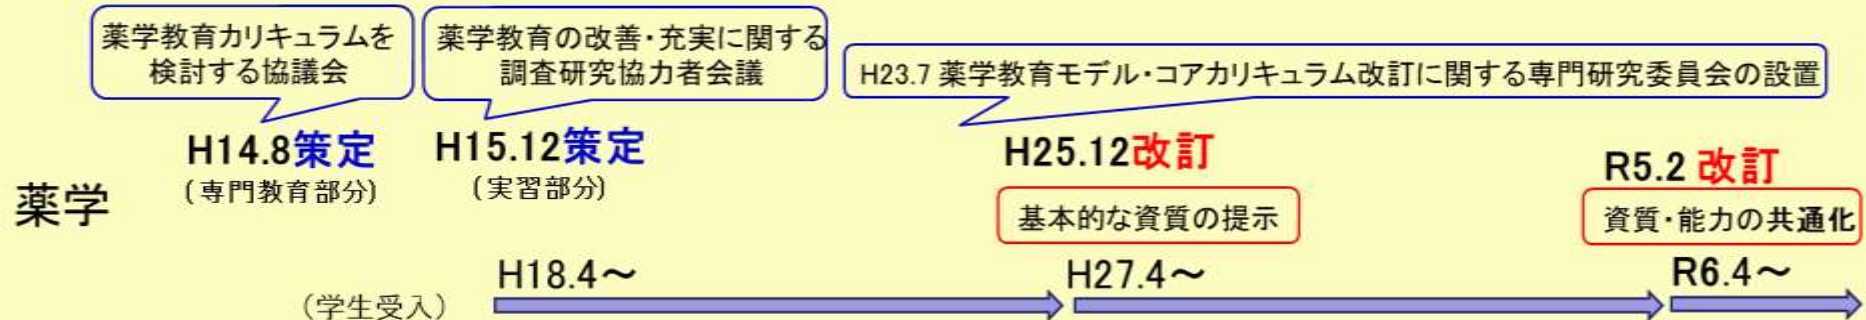 薬学教育カリキュラムを
検討する協議会
薬学教育の改善・充実に関する
調査研究協力者会議
H23.7 薬学教育モデル・コアカリキュラム改訂に関する専門研究委員会の設置
H14.8策定
(専門教育部分)
H15.12策定
(実習部分)
H25.12改訂
基本的な資質の提示
R5.2 改訂
資質・能力の共通化
薬学
(学生受入)
H18.4～
H27.4～
R6.4～